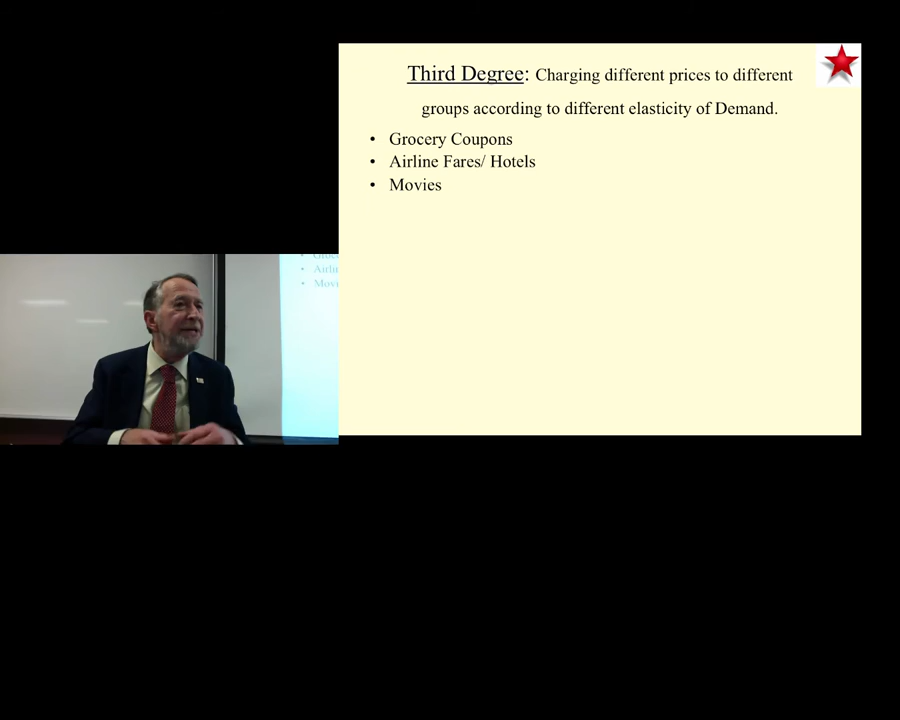 Third Degree: Charging different prices to different
groups according to different elasticity of Demand.
• Grocery Coupons
• Airline Fares/ Hotels
• Movies